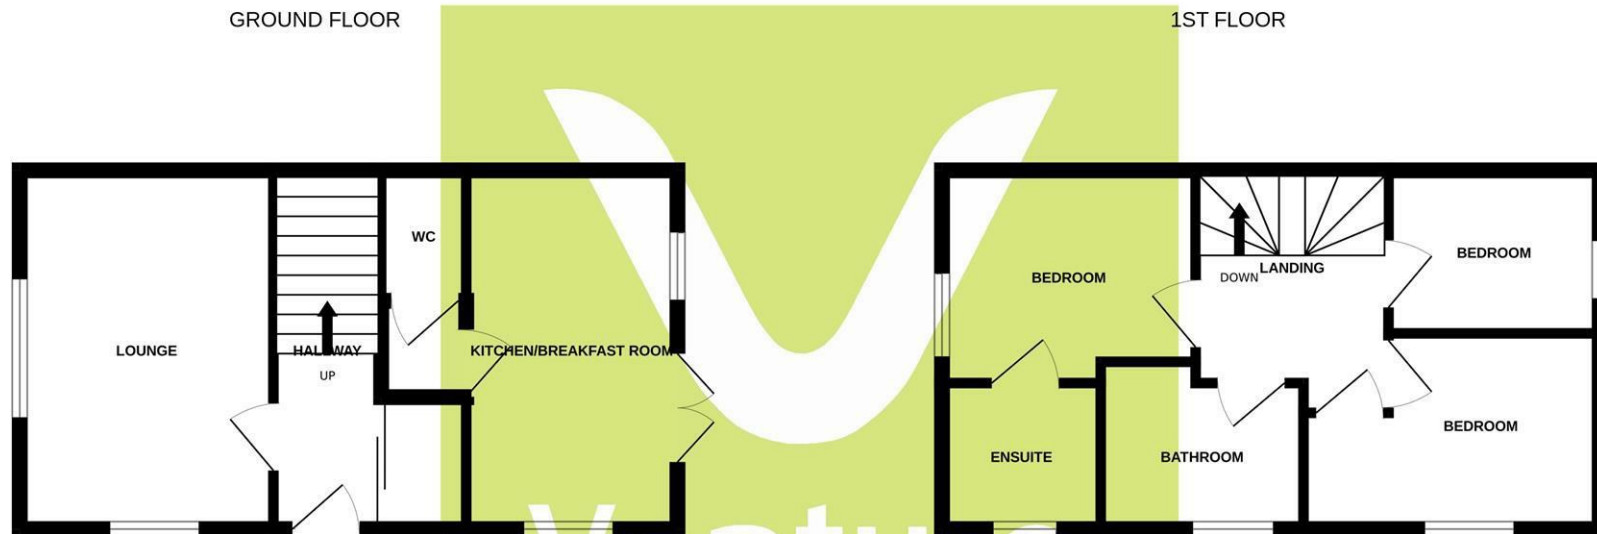 GROUND FLOOR
1ST FLOOR
LOUNGE
HALLWAY
UP
WC
KITCHEN/BREAKFAST ROOM
BEDROOM
DOWN
LANDING
BEDROOM
ENSUITE
BATHROOM
BEDROOM